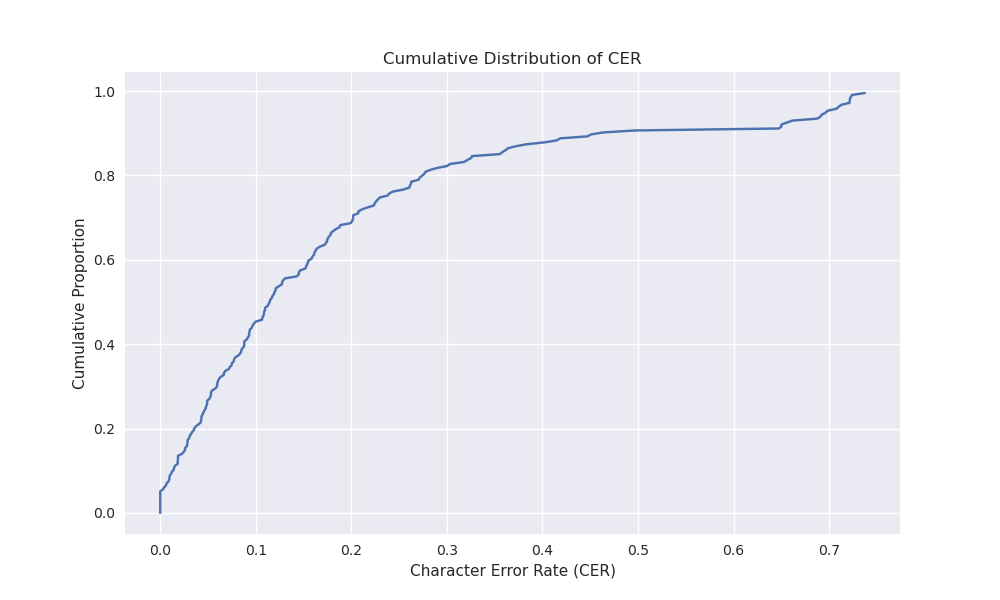 Cumulative Distribution of CER
1.0
0.8
0.6
0.4
0.2
0.0
Cumulative Proportion
0.0 0.1 0.2 0.3 0.4 0.5 0.6 0.7
Character Error Rate (CER)